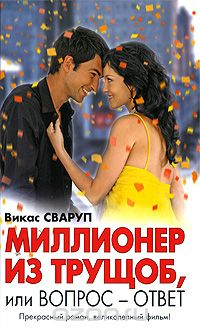 Викас СВАРУП
МИЛЛИОНЕР
ИЗ ТРУЩОБ,
или ВОПРОС – ОТВЕТ
Прекрасный роман, великолепный фильм!